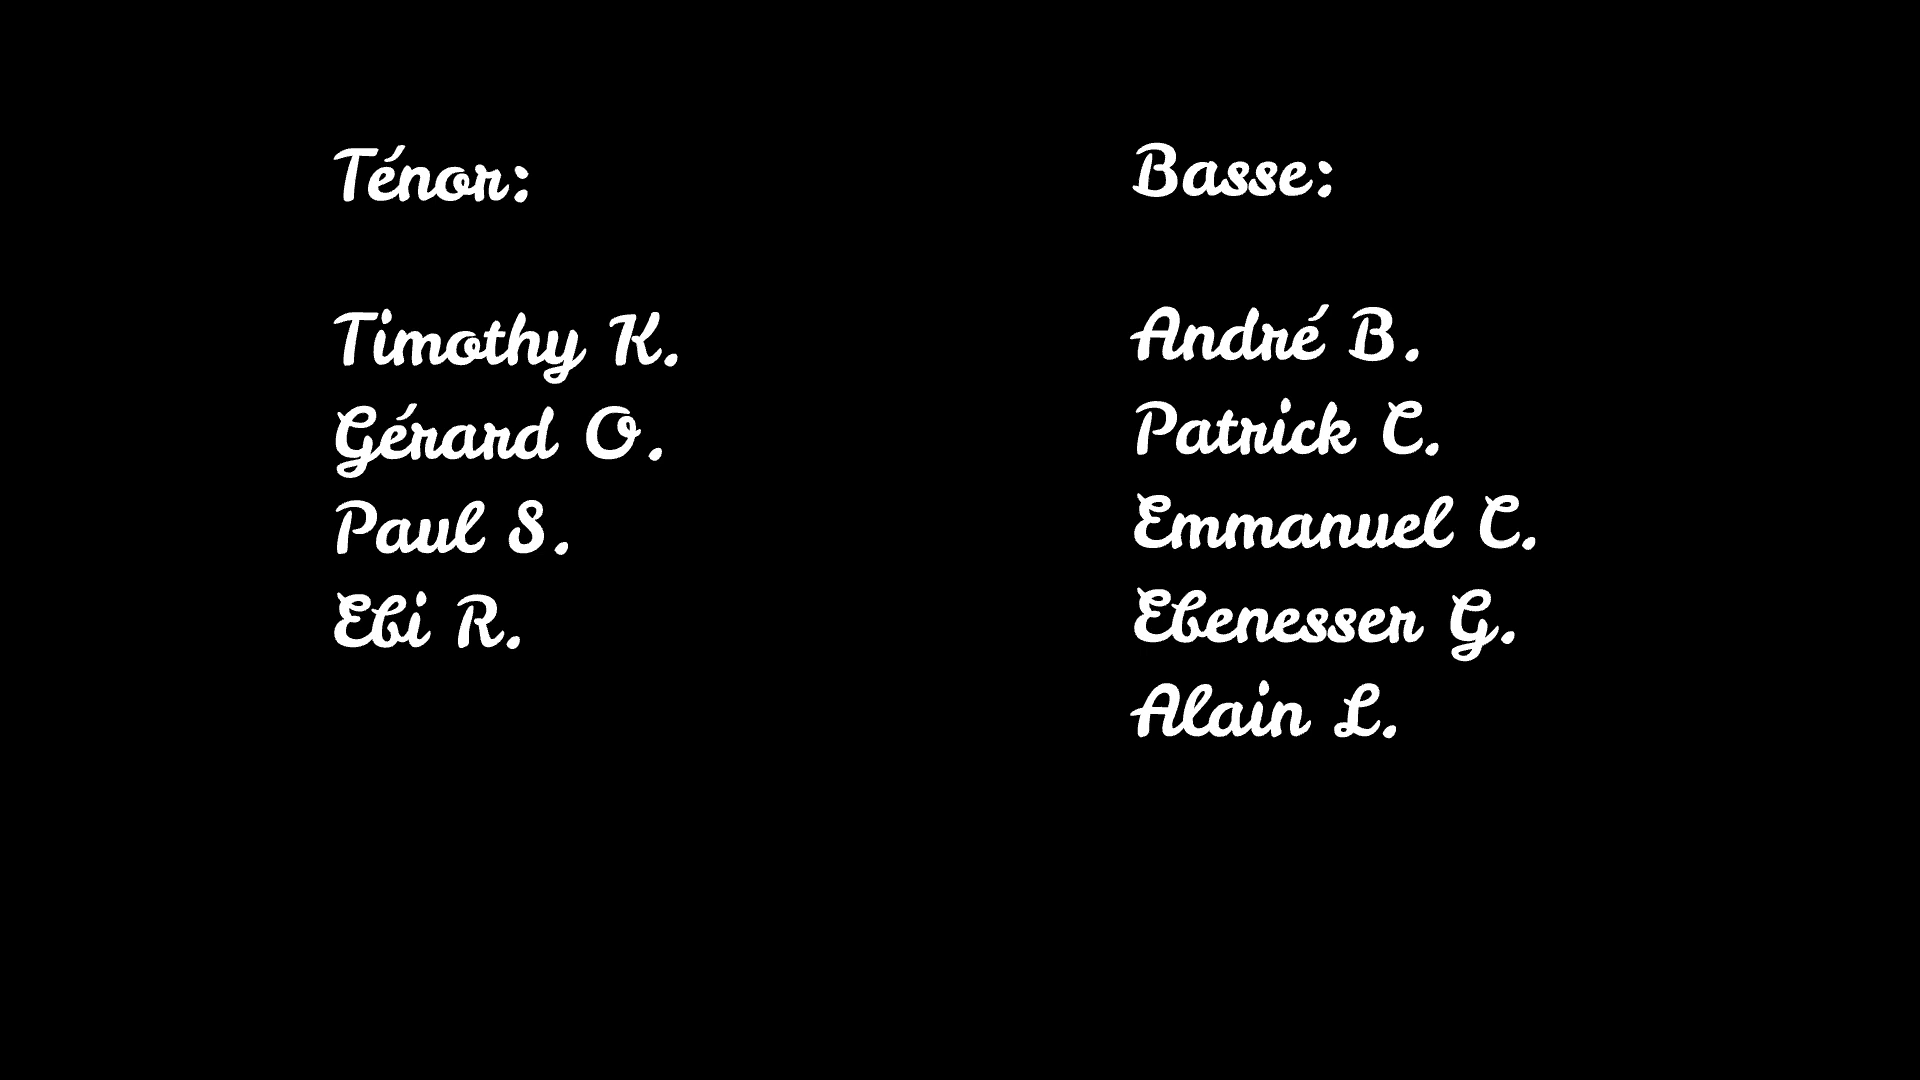 Ténor:
Timothy K.
Gérard O.
Paul S.
Ebi R.
Basse:
André B.
Patrick C.
Emmanuel C.
Ebenesser G.
Alain L.